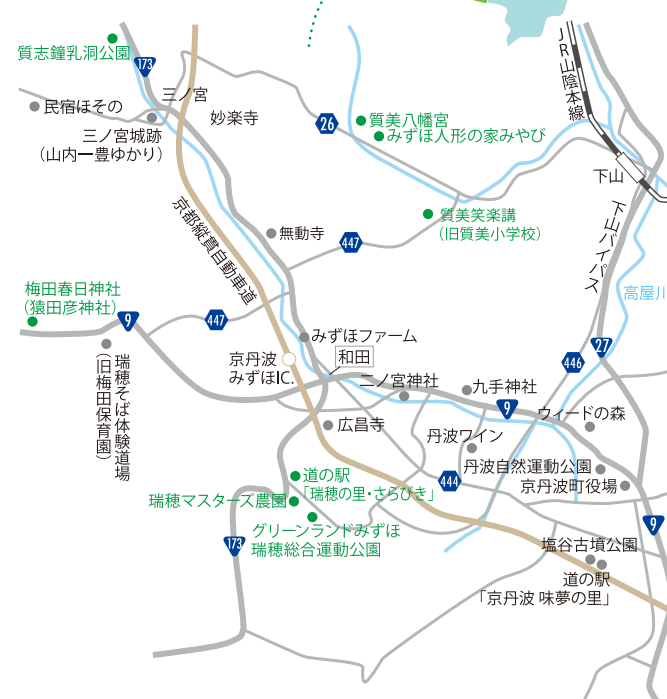 質志鐘乳洞公園
173
民宿ほその
三ノ宮
三ノ宮城跡
（山内一豊ゆかり）
妙楽寺
26
質美八幡宮
みずほ人形の家みやび
JR山陰本線
下山
下山バイパス
質美笑楽講
（旧質美小学校）
無動寺
447
京都縦貫自動車道
高屋川
梅田春日神社
（猿田彦神社）
9
447
瑞穂そば体験道場
（旧梅田保育園）
みずほファーム
和田
京丹波
みずほIC.
二ノ宮神社
九手神社
446
27
9
ウィードの森
広昌寺
丹波ワイン
丹波自然運動公園
京丹波町役場
444
道の駅
「瑞穂の里・さらびき」
瑞穂マスターズ農園
グリーンランドみずほ
瑞穂総合運動公園
173
9
塩谷古墳公園
道の駅
「京丹波 味夢の里」